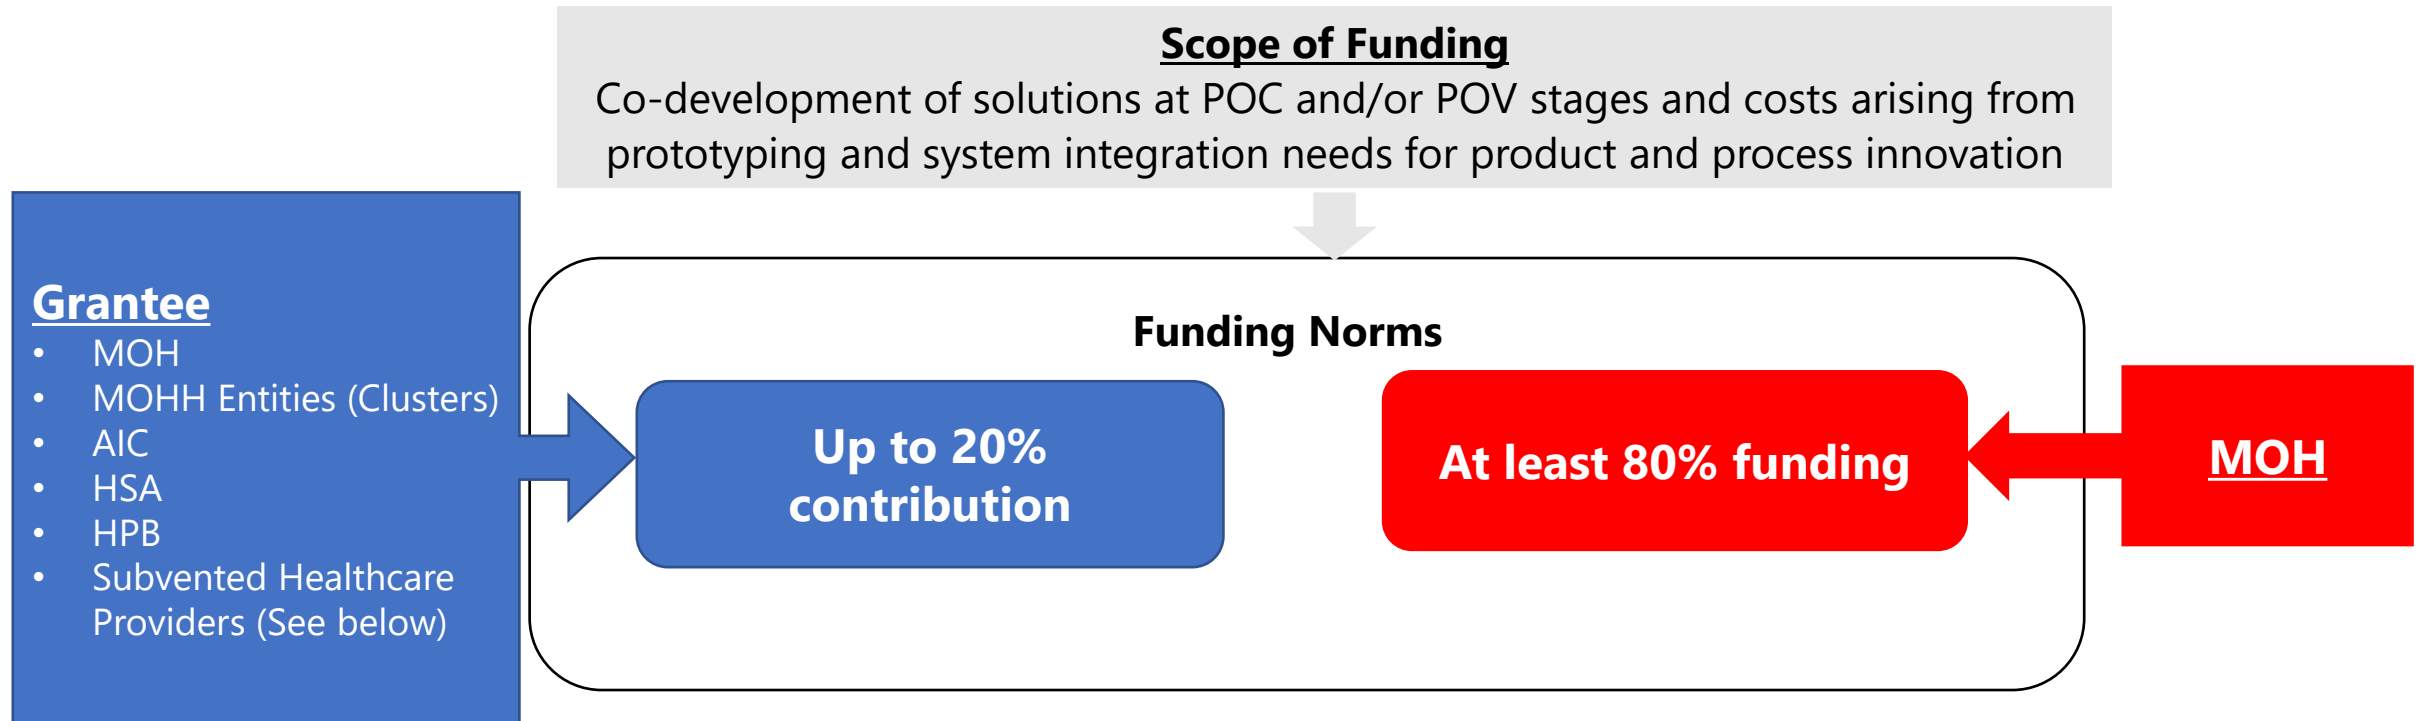 Scope of Funding
Co-development of solutions at POC and/or POV stages and costs arising from
prototyping and system integration needs for product and process innovation
Grantee
• MOH
• MOHH Entities (Clusters)
• AIC
• HSA
• HPB
• Subvented Healthcare
Providers (See below)
Funding Norms
Up to 20%
contribution
At least 80% funding
MOH